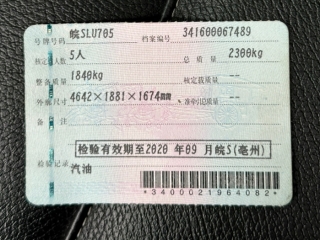 号牌号码 皖SLU705 档案编号 341600067489
核定载人数 5人 总质量 2300kg
整备质量 1840kg 核定载质量 --
外廓尺寸 4642×1881×1674mm、准牵引总质量 --
备注
检验有效期至2020 年09 月皖S(亳州)
检验记录
汽油
*3400021964082*